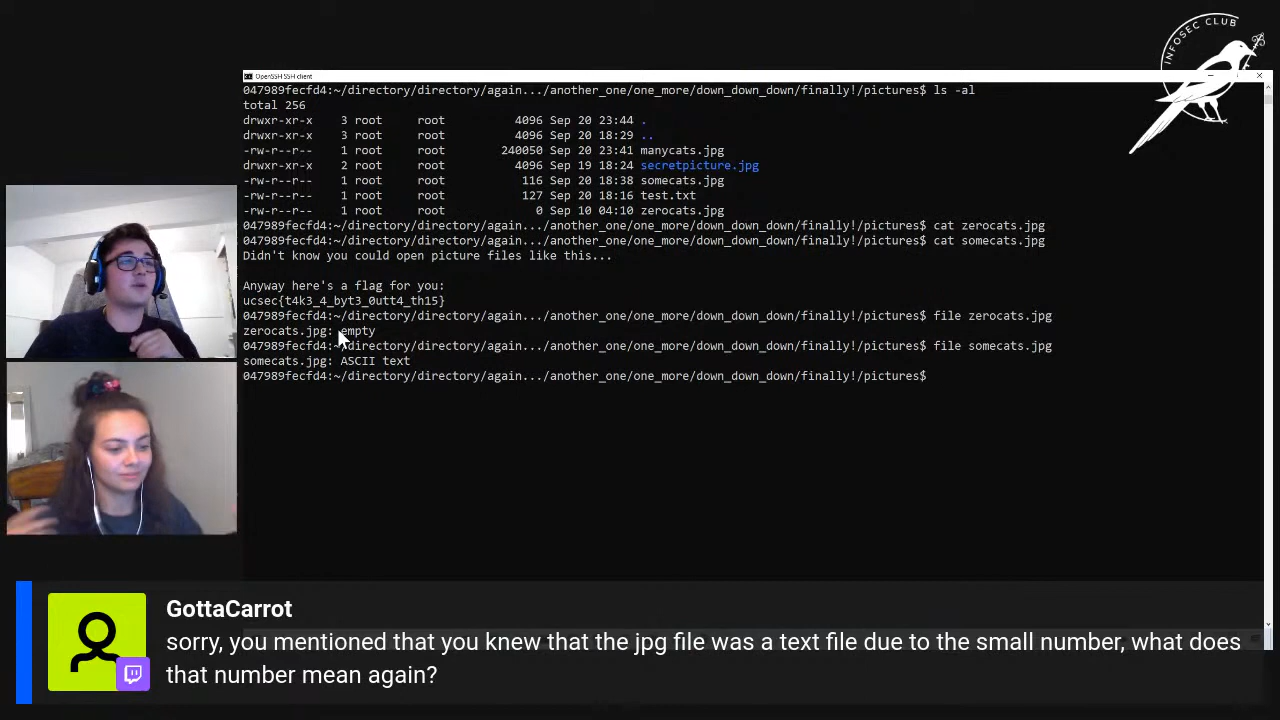 INFOSEC CLUB
OpenSSH SSH client
047989fecfd4:~/directory/directory/again.../another_one/one_more/down_down_down/finally!/pictures$ ls -al
total 256
drwxr-xr-x 3 root root 4096 Sep 20 23:44 .
drwxr-xr-x 3 root root 4096 Sep 20 18:29 ..
-rw-r--r-- 1 root root 240050 Sep 20 23:41 manycats.jpg
drwxr-xr-x 2 root root 4096 Sep 19 18:24 secretpicture.jpg
-rw-r--r-- 1 root root 116 Sep 20 18:38 somecats.jpg
-rw-r--r-- 1 root root 127 Sep 20 18:16 test.txt
-rw-r--r-- 1 root root 0 Sep 10 04:10 zerocats.jpg
047989fecfd4:~/directory/directory/again.../another_one/one_more/down_down_down/finally!/pictures$ cat zerocats.jpg
047989fecfd4:~/directory/directory/again.../another_one/one_more/down_down_down/finally!/pictures$ cat somecats.jpg
Didn't know you could open picture files like this...
Anyway here's a flag for you:
ucsec{t4k3_4_byt3_0utt4_th15}
047989fecfd4:~/directory/directory/again.../another_one/one_more/down_down_down/finally!/pictures$ file zerocats.jpg
zerocats.jpg: empty
047989fecfd4:~/directory/directory/again.../another_one/one_more/down_down_down/finally!/pictures$ file somecats.jpg
somecats.jpg: ASCII text
047989fecfd4:~/directory/directory/again.../another_one/one_more/down_down_down/finally!/pictures$
GottaCarrot
sorry, you mentioned that you knew that the jpg file was a text file due to the small number, what does
that number mean again?